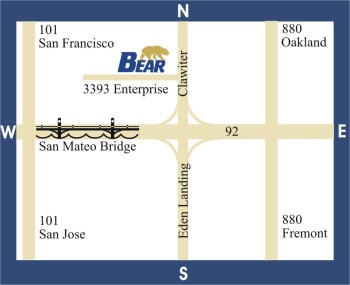 N
101
San Francisco
880
Oakland
BEAR
Clawiter
3393 Enterprise
W
92
E
San Mateo Bridge
Eden Landing
101
San Jose
880
Fremont
S